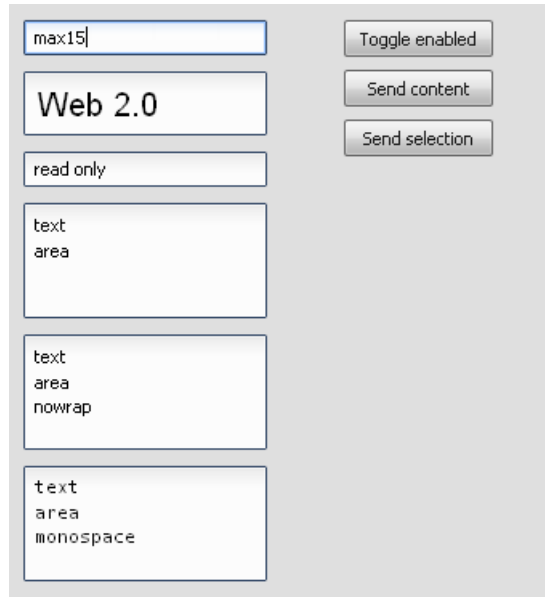 max15
Web 2.0
read only
text
area
text
area
nowrap
text
area
monospace
Toggle enabled
Send content
Send selection